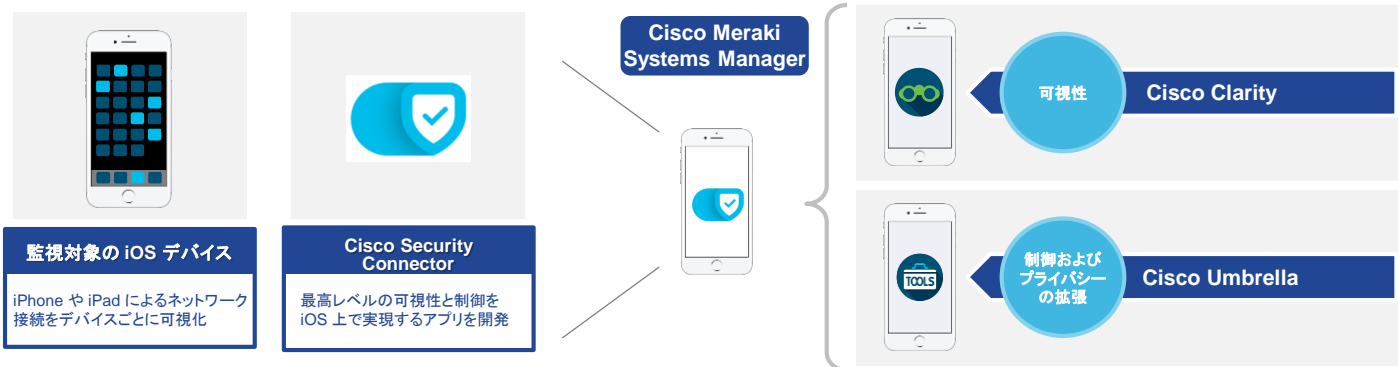 監視対象の iOS デバイス
iPhone や iPad によるネットワーク
接続をデバイスごとに可視化
Cisco Security
Connector
最高レベルの可視性と制御を
iOS 上で実現するアプリを開発
Cisco Meraki
Systems Manager
可視性
Cisco Clarity
TOOLS
制御および
プライバシー
の拡張
Cisco Umbrella